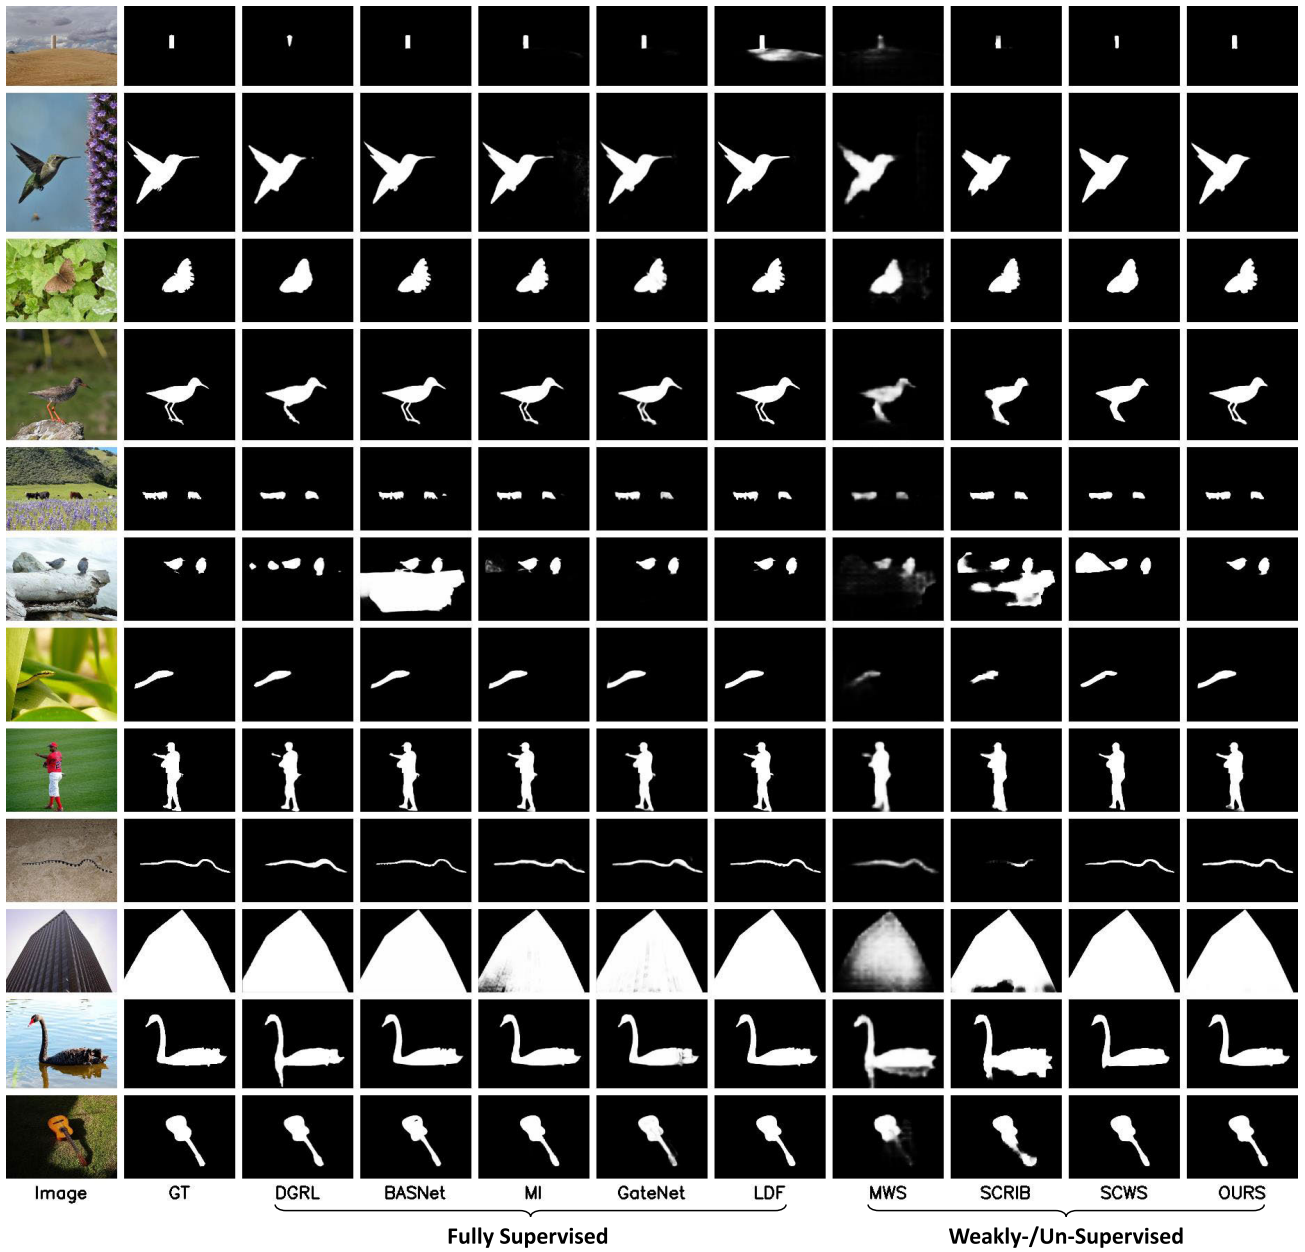 Image GT DGRL BASNet MI GateNet LDF MWS SCRIB SCWS OURS
Fully Supervised Weakly-/Un-Supervised